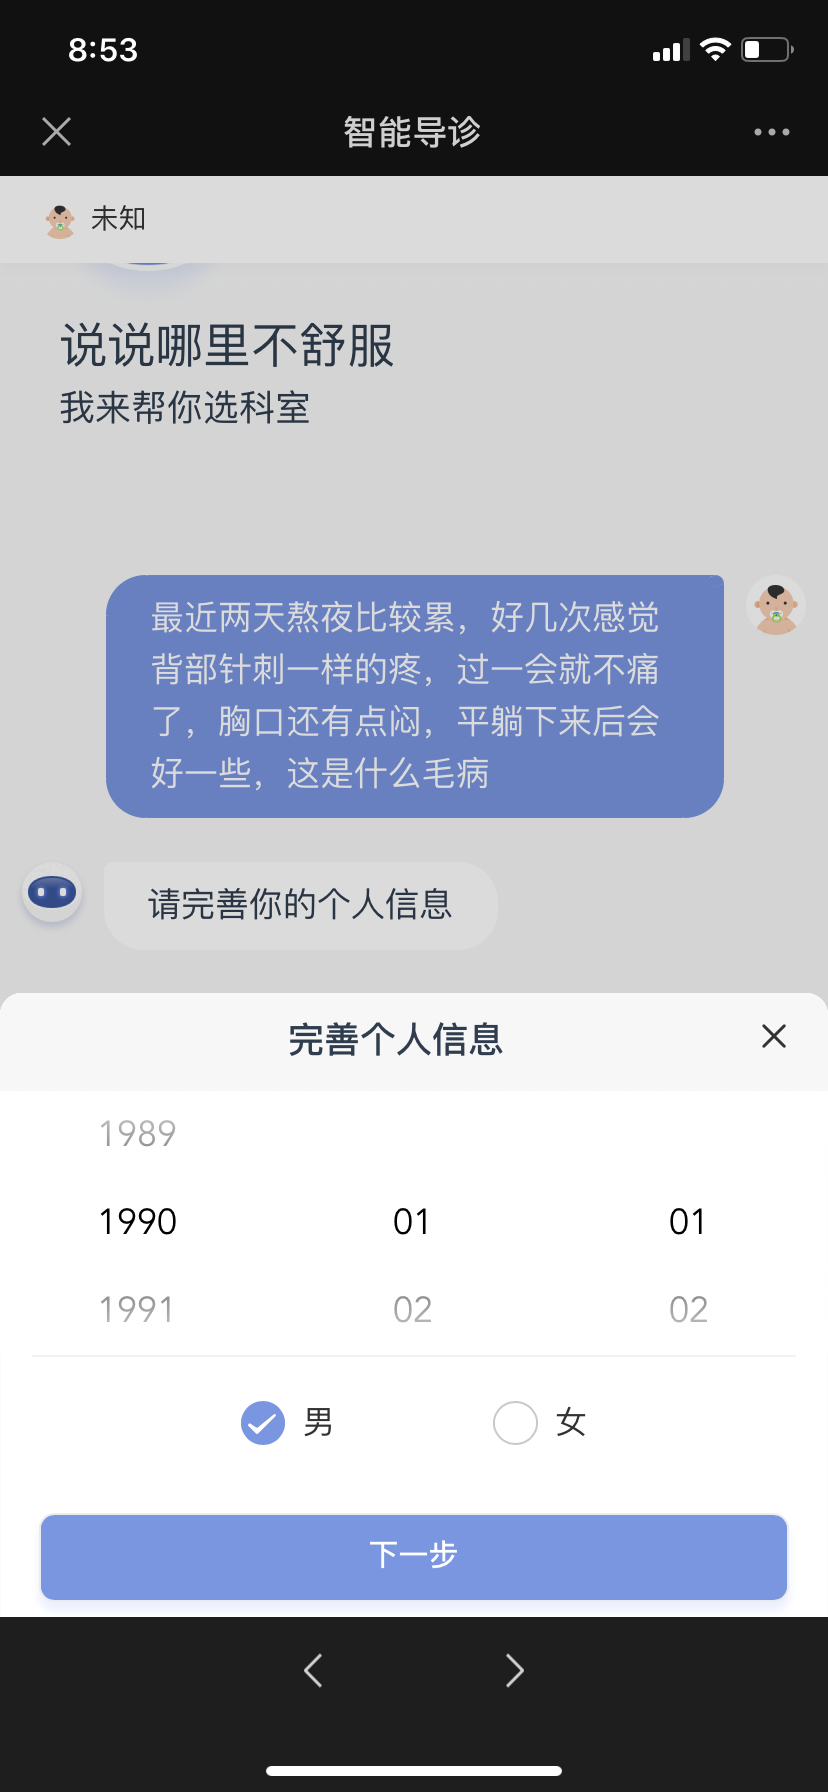 8:53
智能导诊
未知
说说哪里不舒服
我来帮你选科室
最近两天熬夜比较累，好几次感觉
背部针刺一样的疼，过一会就不痛
了，胸口还有点闷，平躺下来后会
好一些，这是什么毛病
请完善你的个人信息
完善个人信息
1989
1990 01 01
1991 02 02
男 女
下一步